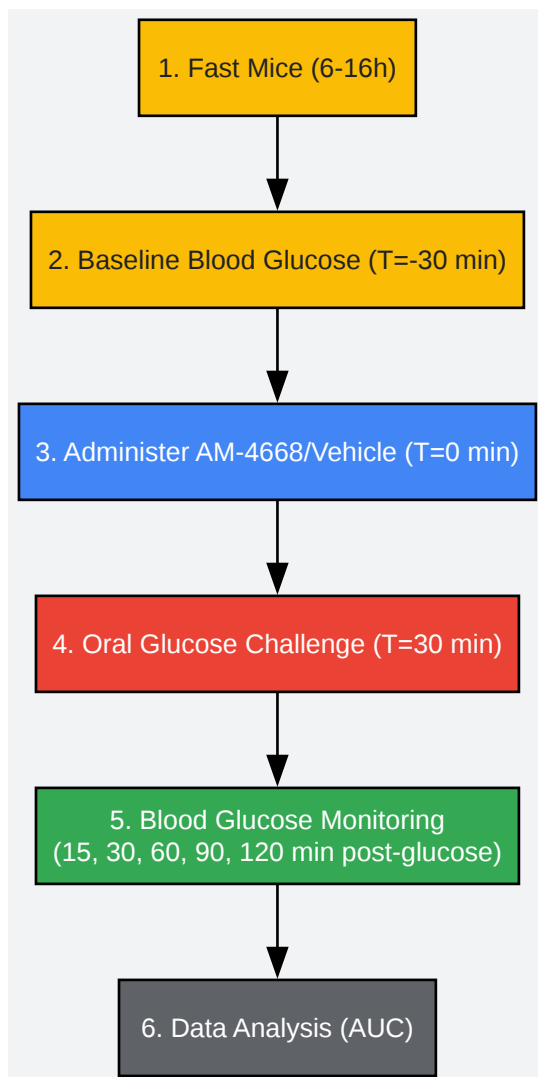 1. Fast Mice (6-16h)
2. Baseline Blood Glucose (T=-30 min)
3. Administer AM-4668/Vehicle (T=0 min)
4. Oral Glucose Challenge (T=30 min)
5. Blood Glucose Monitoring
(15, 30, 60, 90, 120 min post-glucose)
6. Data Analysis (AUC)